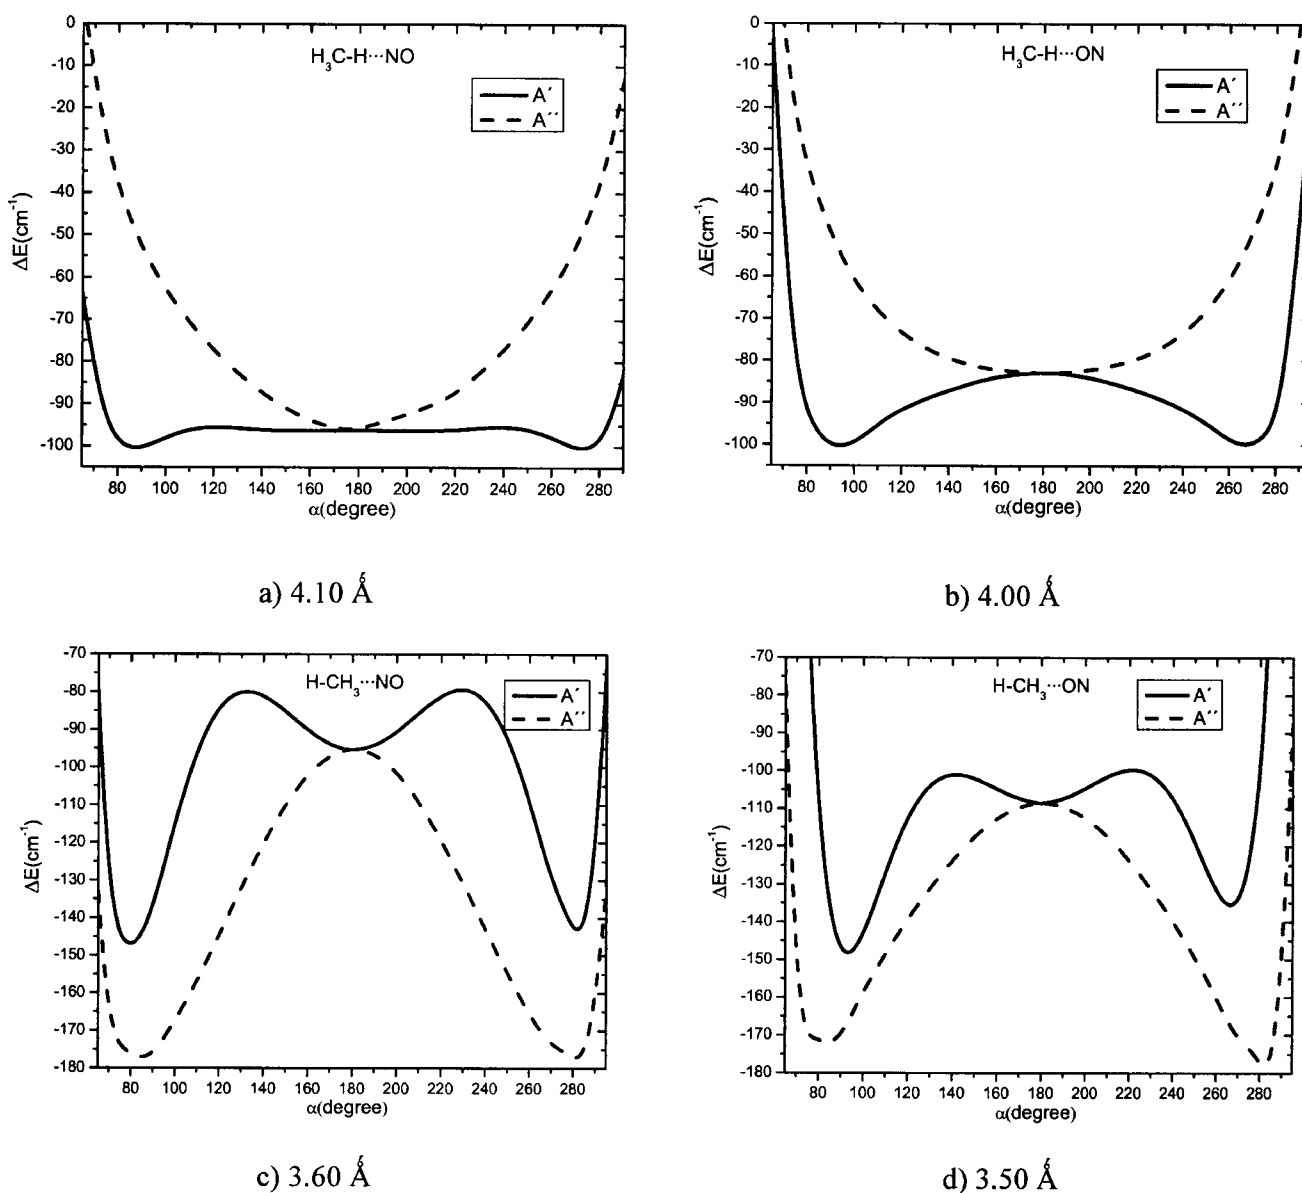 H3C-H···NO
A´
A´´
0
-10
-20
-30
-40
-50
-60
-70
-80
-90
-100
ΔE(cm-1)
80 100 120 140 160 180 200 220 240 260 280
α(degree)
a) 4.10 Å
H3C-H···ON
A´
A´´
0
-10
-20
-30
-40
-50
-60
-70
-80
-90
-100
ΔE(cm-1)
80 100 120 140 160 180 200 220 240 260 280
α(degree)
b) 4.00 Å
H-CH3···NO
A´
A´´
-70
-80
-90
-100
-110
-120
-130
-140
-150
-160
-170
-180
ΔE(cm-1)
80 100 120 140 160 180 200 220 240 260 280
α(degree)
c) 3.60 Å
H-CH3···ON
A´
A´´
-70
-80
-90
-100
-110
-120
-130
-140
-150
-160
-170
-180
ΔE(cm-1)
80 100 120 140 160 180 200 220 240 260 280
α(degree)
d) 3.50 Å